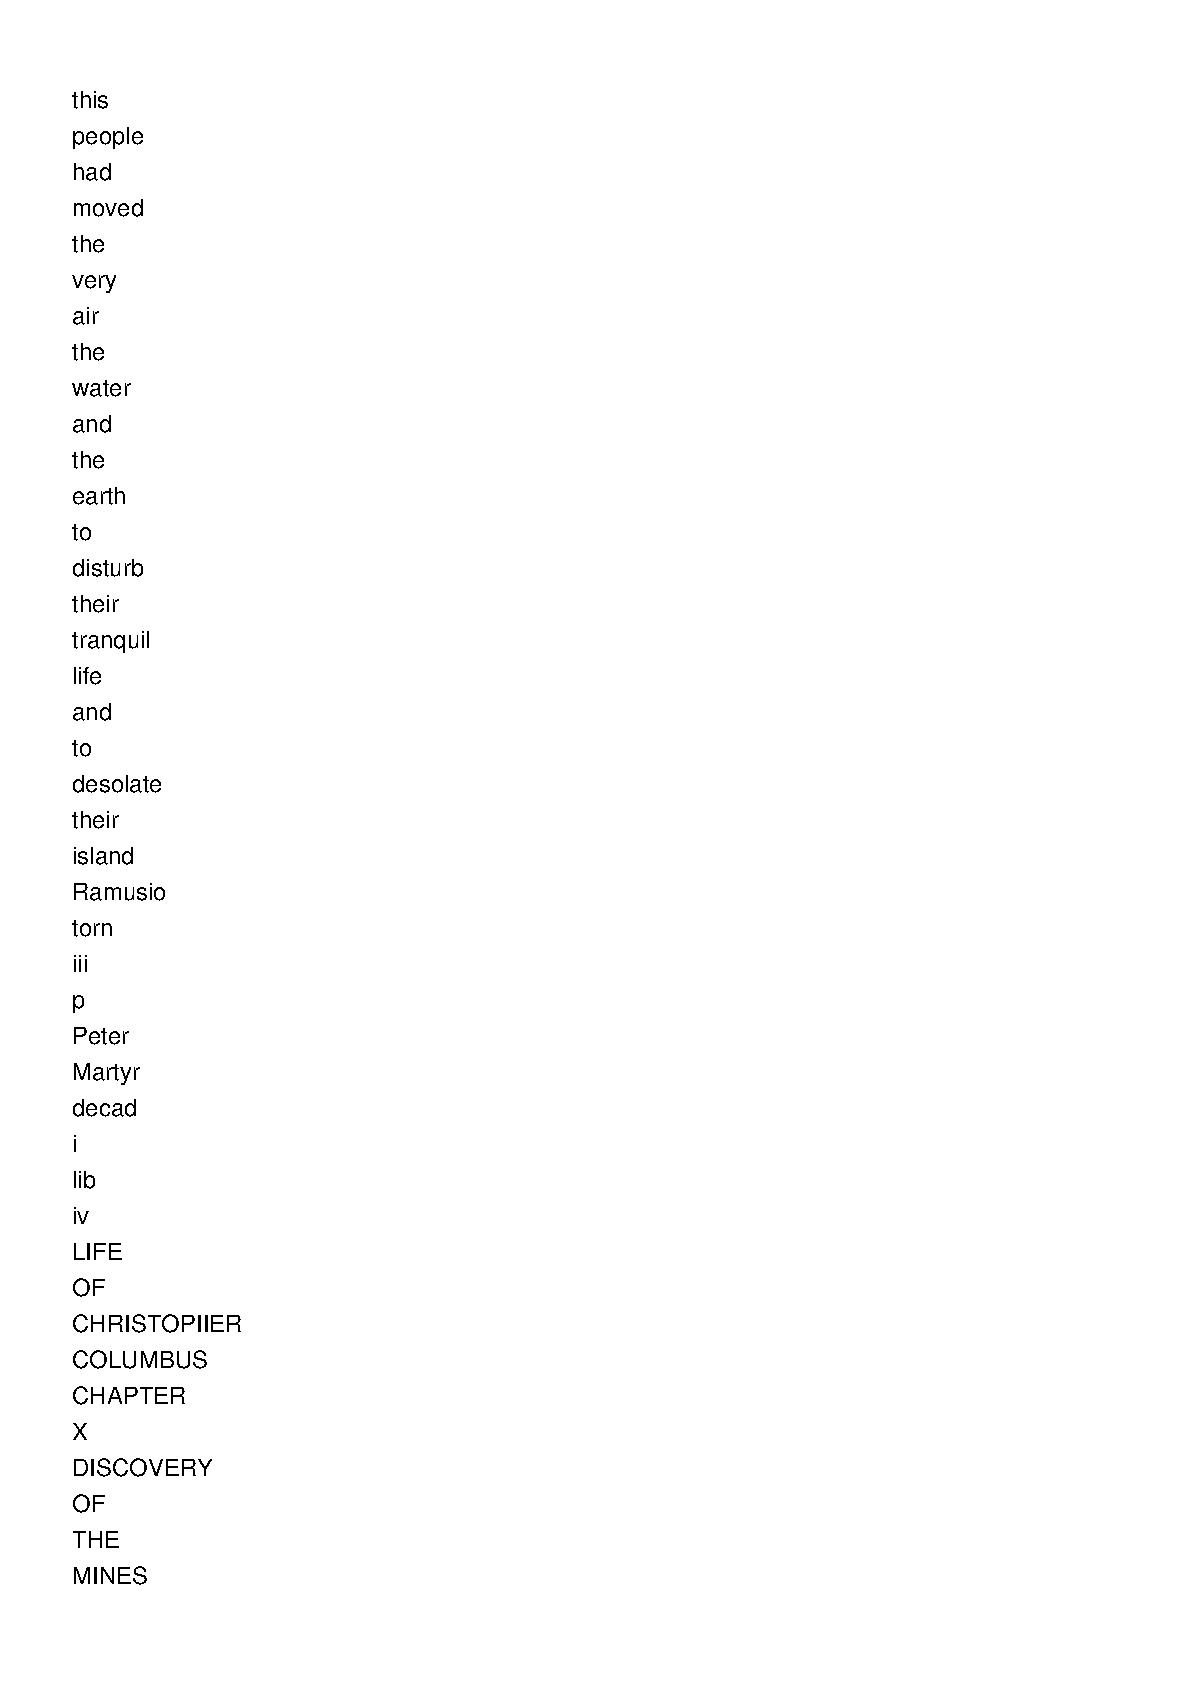 this
people
had
moved
the
very
air
the
water
and
the
earth
to
disturb
their
tranquil
life
and
to
desolate
their
island
Ramusio
torn
iii
p
Peter
Martyr
decad
i
lib
iv
LIFE
OF
CHRISTOPIIER
COLUMBUS
CHAPTER
X
DISCOVERY
OF
THE
MINES